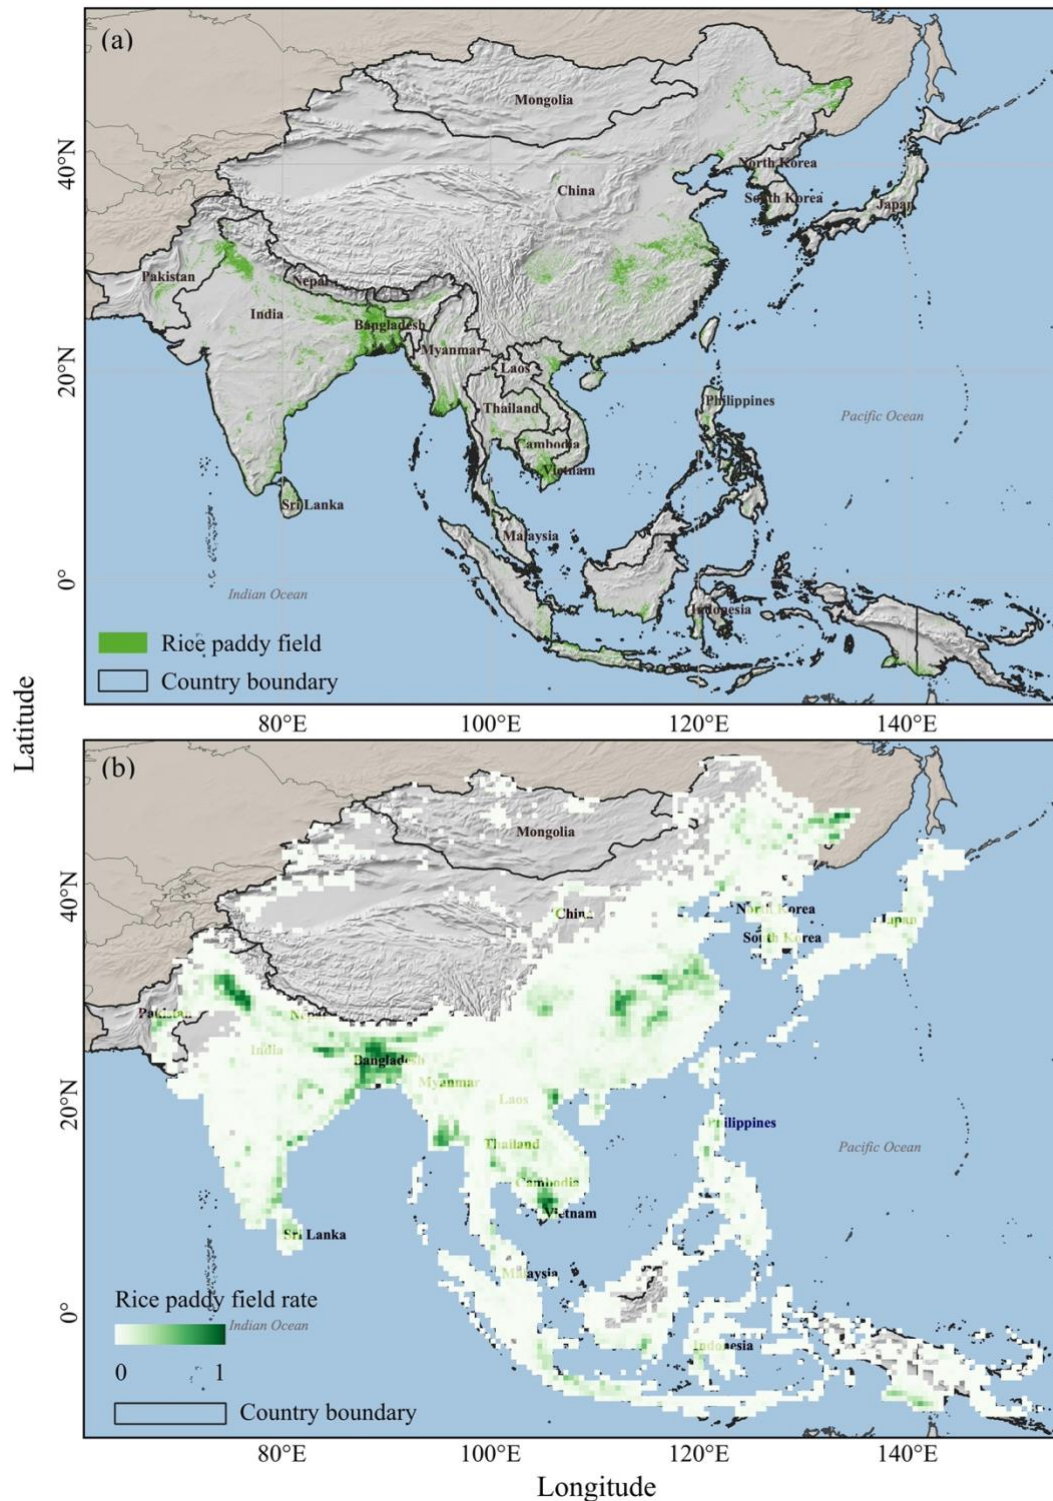 (a)
Mongolia
40°N
North Korea
China
South Korea
Japan
Pakistan
Nepal
India
Bangladesh
Myanmar
20°N
Laos
Thailand
Philippines
Pacific Ocean
Cambodia
Vietnam
Sri Lanka
Malaysia
0°
Indian Ocean
Indonesia
Rice paddy field
Country boundary
80°E 100°E 120°E 140°E
Latitude
(b)
Mongolia
40°N
China
North Korea
Japan
South Korea
Pakistan
Nepal
India
Bangladesh
Myanmar
20°N
Laos
Philippines
Thailand
Pacific Ocean
Cambodia
Vietnam
Sri Lanka
Malaysia
Rice paddy field rate
0°
Indian Ocean
Indonesia
0 1
Country boundary
80°E 100°E 120°E 140°E
Longitude